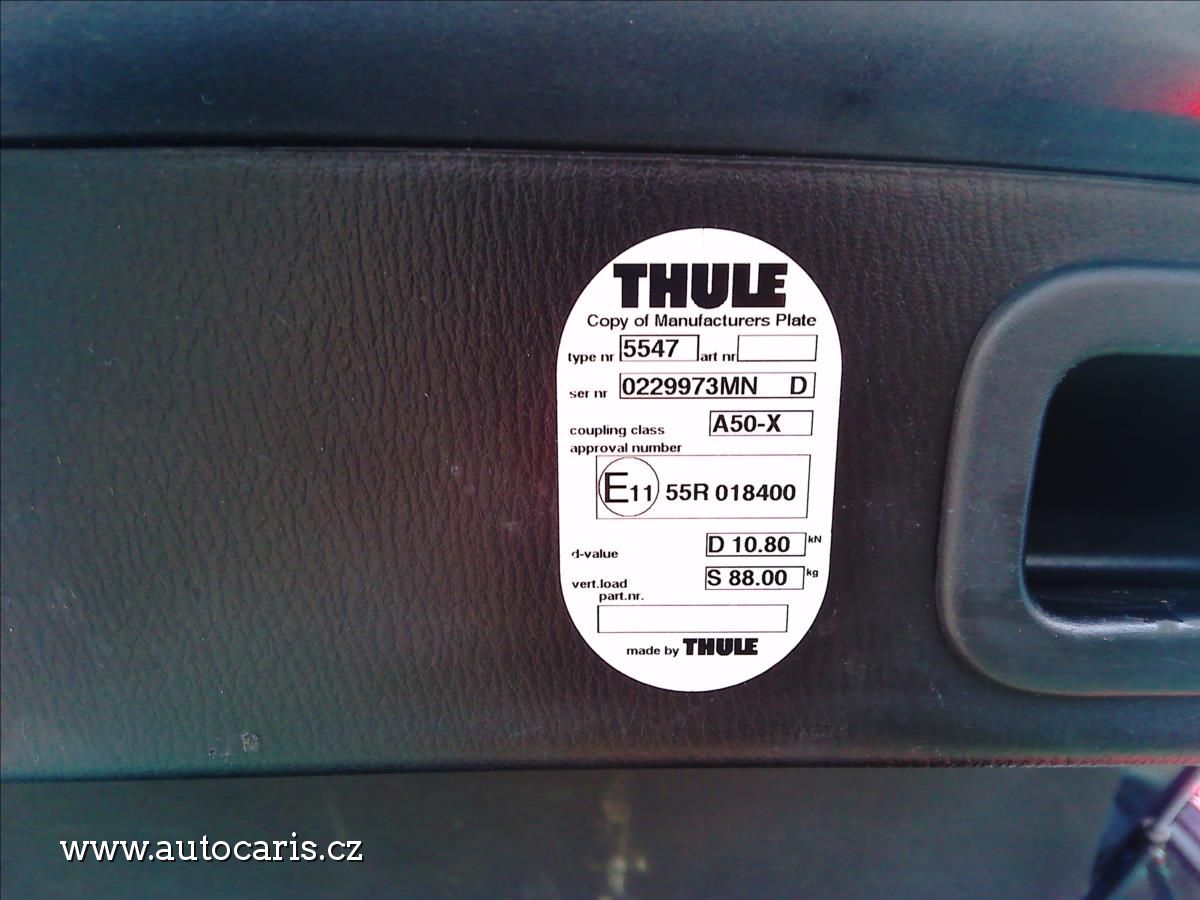 THULE
Copy of Manufacturers Plate
type nr 5547 art nr
ser nr 0229973MN D
coupling class A50-X
approval number
E11 55R 018400
d-value D 10.80 kN
vert.load S 88.00 kg
part.nr.
made by THULE
www.autocaris.cz